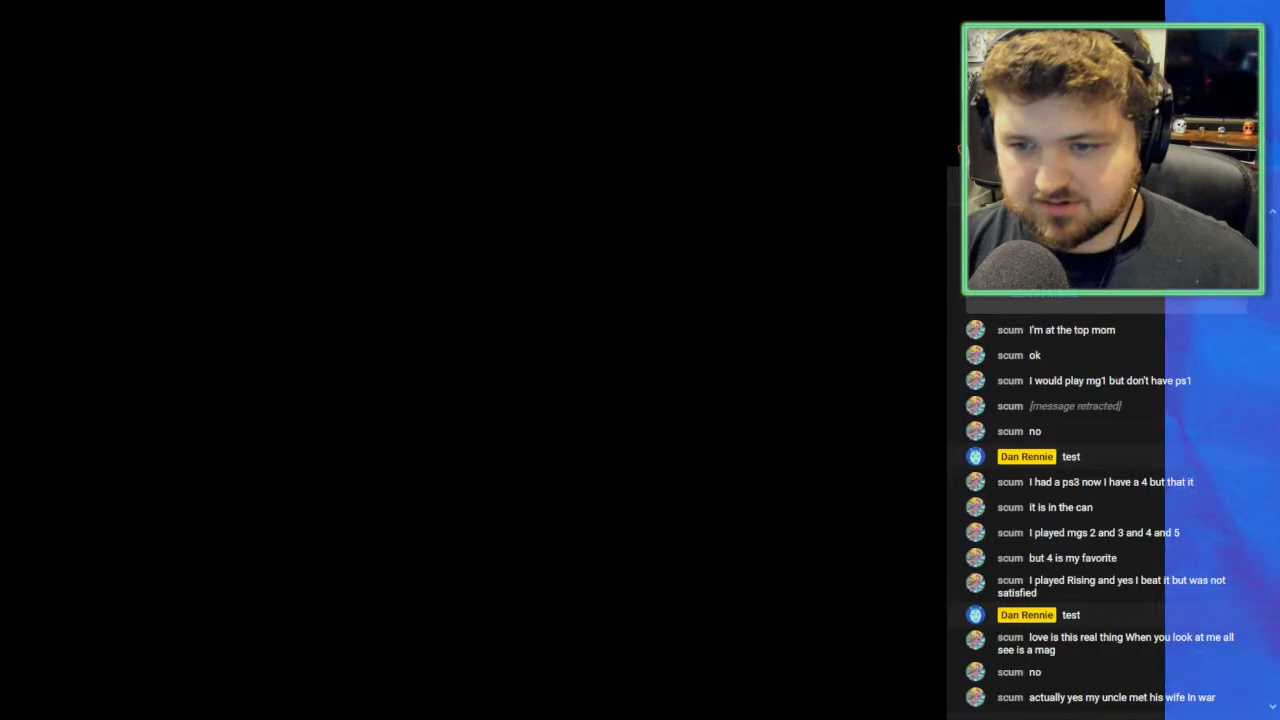 scum I'm at the top mom
scum ok
scum I would play mg1 but don't have ps1
scum [message retracted]
scum no
Dan Rennie test
scum I had a ps3 now I have a 4 but that it
scum it is in the can
scum I played mgs 2 and 3 and 4 and 5
scum but 4 is my favorite
scum I played Rising and yes I beat it but was not
satisfied
Dan Rennie test
scum love is this real thing When you look at me all
see is a mag
scum no
scum actually yes my uncle met his wife In war